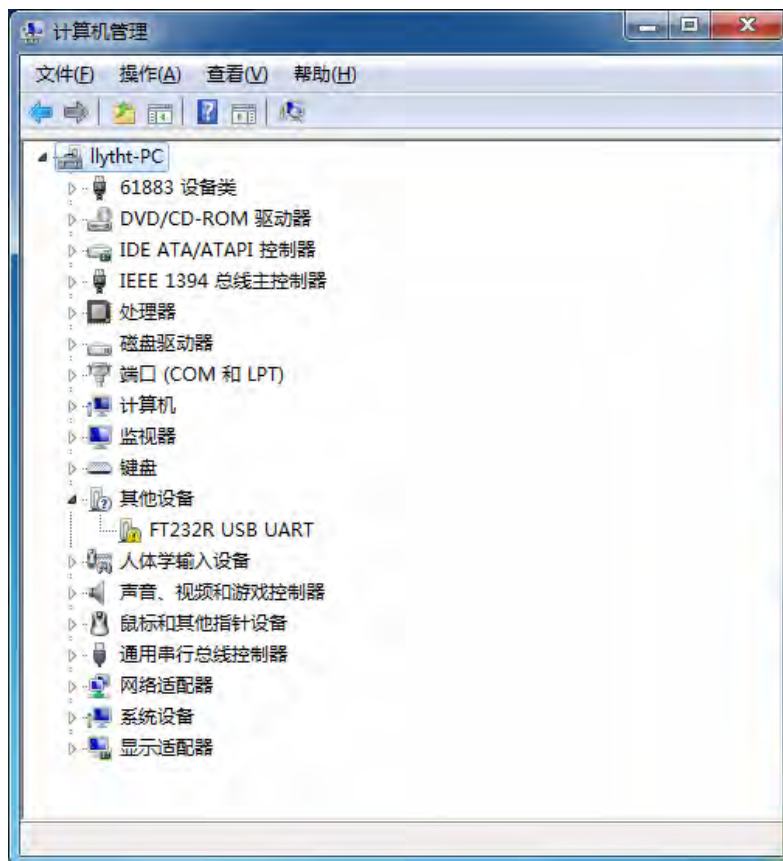 计算机管理
文件(F) 操作(A) 查看(V) 帮助(H)
llytht-PC
61883 设备类
DVD/CD-ROM 驱动器
IDE ATA/ATAPI 控制器
IEEE 1394 总线主控制器
处理器
磁盘驱动器
端口 (COM 和 LPT)
计算机
监视器
键盘
其他设备
FT232R USB UART
人体学输入设备
声音、视频和游戏控制器
鼠标和其他指针设备
通用串行总线控制器
网络适配器
系统设备
显示适配器